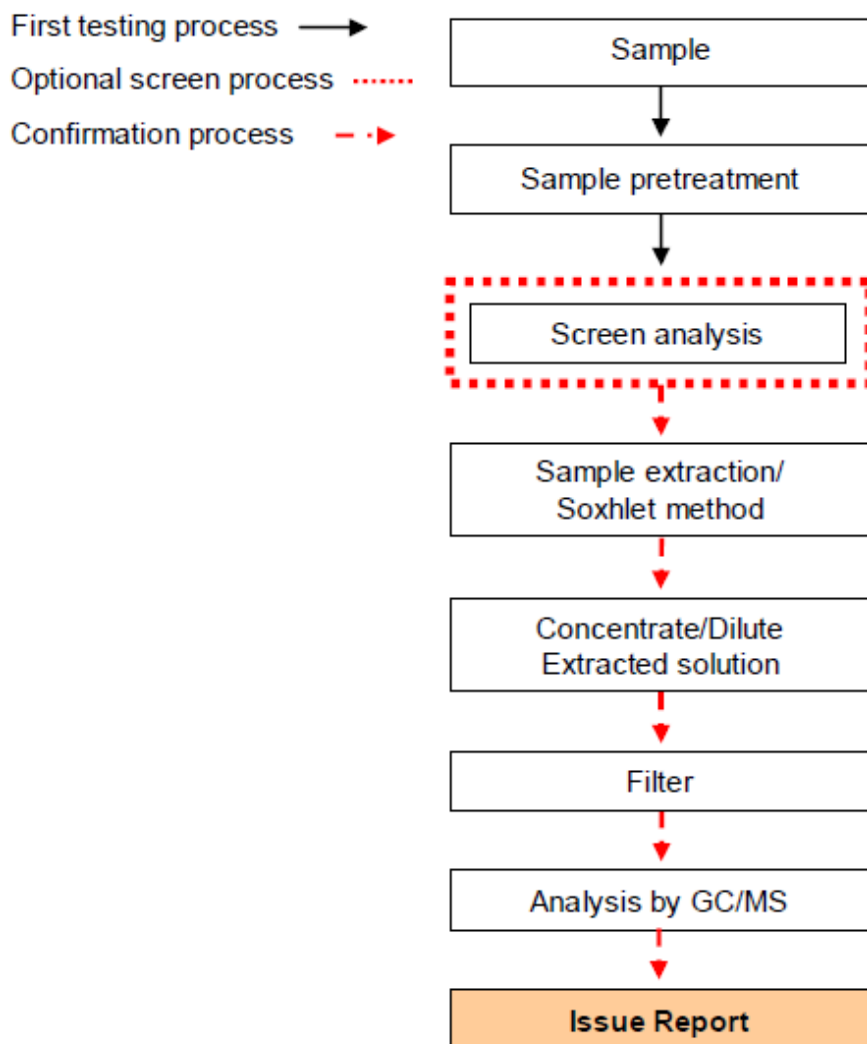 First testing process
Optional screen process
Confirmation process
Sample
Sample pretreatment
Screen analysis
Sample extraction/
Soxhlet method
Concentrate/Dilute
Extracted solution
Filter
Analysis by GC/MS
Issue Report